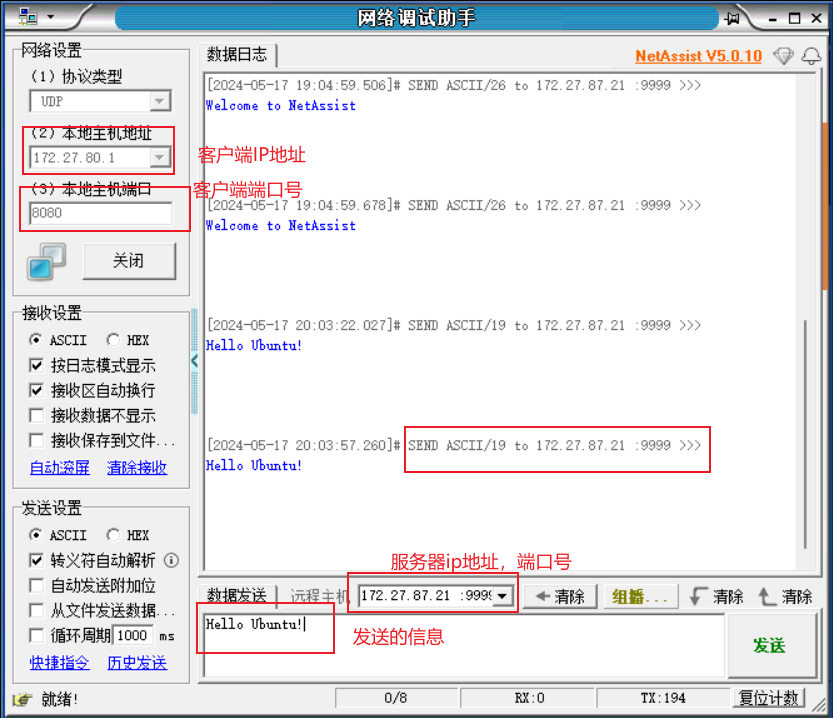 网络调试助手
网络设置
(1) 协议类型
UDP
(2) 本地主机地址
172.27.80.1
客户端IP地址
(3) 本地主机端口
客户端端口号
8080
关闭
接收设置
ASCII HEX
按日志模式显示
接收区自动换行
接收数据不显示
接收保存到文件...
自动滚屏 清除接收
发送设置
ASCII HEX
转义符自动解析
自动发送附加位
从文件发送数据...
循环周期 1000 ms
快捷指令 历史发送
数据日志
NetAssist V5.0.10
[2024-05-17 19:04:59.506]# SEND ASCII/26 to 172.27.87.21 :9999 >>>
Welcome to NetAssist
[2024-05-17 19:04:59.678]# SEND ASCII/26 to 172.27.87.21 :9999 >>>
Welcome to NetAssist
[2024-05-17 20:03:22.027]# SEND ASCII/19 to 172.27.87.21 :9999 >>>
Hello Ubuntu!
[2024-05-17 20:03:57.260]# SEND ASCII/19 to 172.27.87.21 :9999 >>>
Hello Ubuntu!
服务器ip地址，端口号
数据发送 远程主机 172.27.87.21 :9999 清除 组播... 清除 清除
Hello Ubuntu!
发送的信息
发送
就绪! 0/8 RX:0 TX:194 复位计数